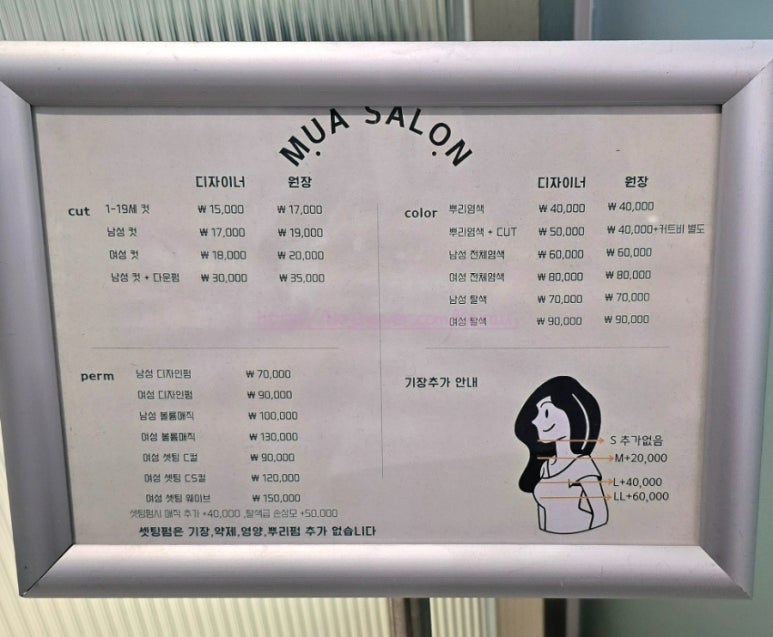 MUA SALON
디자이너 원장
cut 1-19세 컷 ₩ 15,000 ₩ 17,000
남성 컷 ₩ 17,000 ₩ 19,000
여성 컷 ₩ 18,000 ₩ 20,000
남성 컷 + 다운펌 ₩ 30,000 ₩ 35,000
디자이너 원장
color 뿌리염색 ₩ 40,000 ₩ 40,000
뿌리염색 + CUT ₩ 50,000 ₩ 40,000+커트비 별도
남성 전체염색 ₩ 60,000 ₩ 60,000
여성 전체염색 ₩ 80,000 ₩ 80,000
남성 탈색 ₩ 70,000 ₩ 70,000
여성 탈색 ₩ 90,000 ₩ 90,000
perm 남성 디자인펌 ₩ 70,000
여성 디자인펌 ₩ 90,000
남성 볼륨매직 ₩ 100,000
여성 볼륨매직 ₩ 130,000
여성 셋팅 C컬 ₩ 90,000
여성 셋팅 CS컬 ₩ 120,000
여성 셋팅 웨이브 ₩ 150,000
셋팅펌시 매직 추가 +40,000 ,탈색급 손상모 +50,000
셋팅펌은 기장,약제,영양,뿌리펌 추가 없습니다
기장추가 안내
S 추가없음
M+20,000
L+40,000
LL+60,000